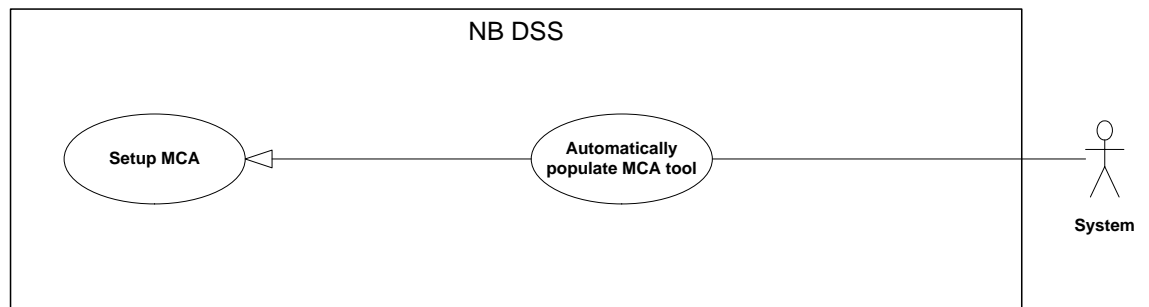 NB DSS
Setup MCA
Automatically
populate MCA tool
System